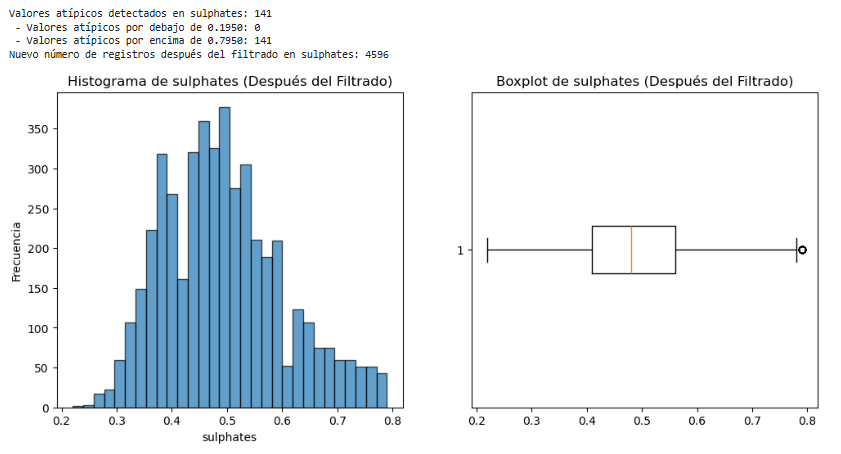 Valores atípicos detectados en sulphates: 141
- Valores atípicos por debajo de 0.1950: 0
- Valores atípicos por encima de 0.7950: 141
Nuevo número de registros después del filtrado en sulphates: 4596
Histograma de sulphates (Después del Filtrado)
350
300
250
200
150
100
50
0
Frecuencia
0.2 0.3 0.4 0.5 0.6 0.7 0.8
sulphates
Boxplot de sulphates (Después del Filtrado)
1
0.2 0.3 0.4 0.5 0.6 0.7 0.8